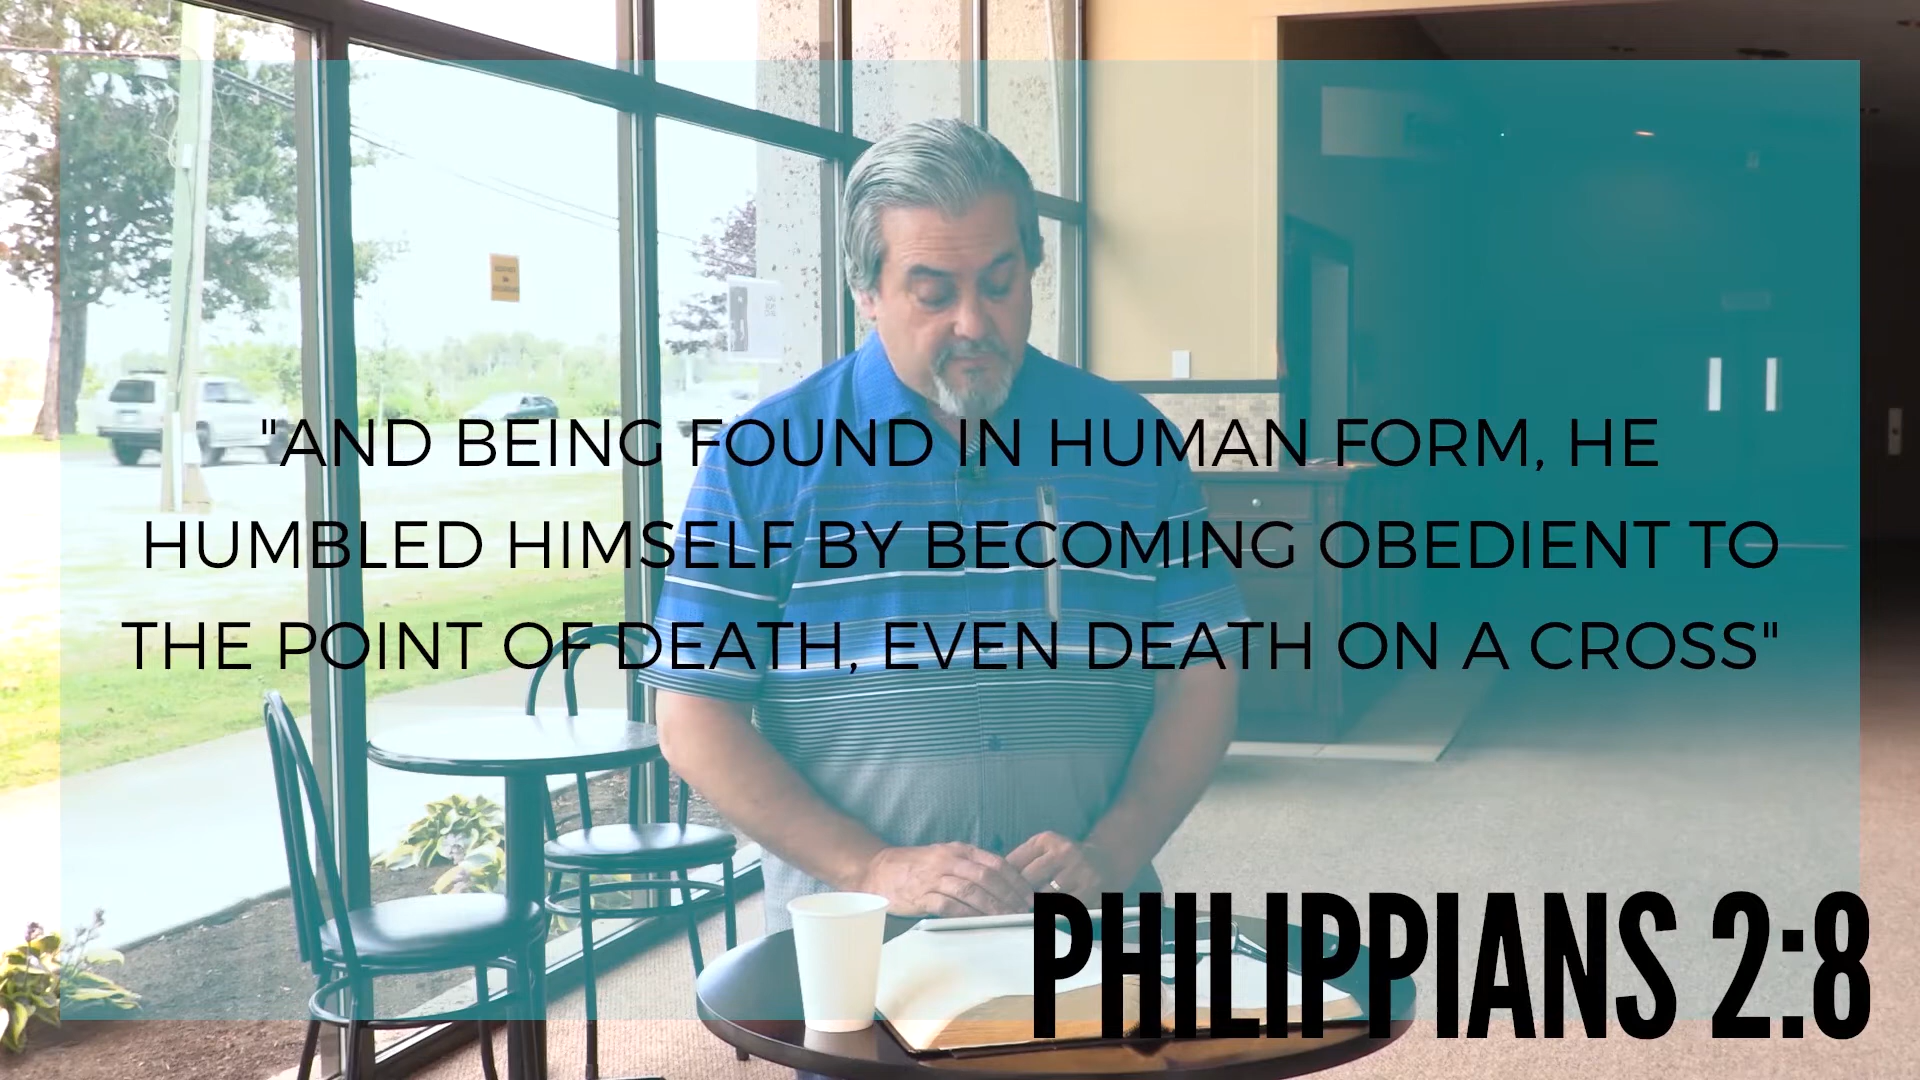 "AND BEING FOUND IN HUMAN FORM, HE
HUMBLED HIMSELF BY BECOMING OBEDIENT TO
THE POINT OF DEATH, EVEN DEATH ON A CROSS"
PHILIPPIANS 2:8